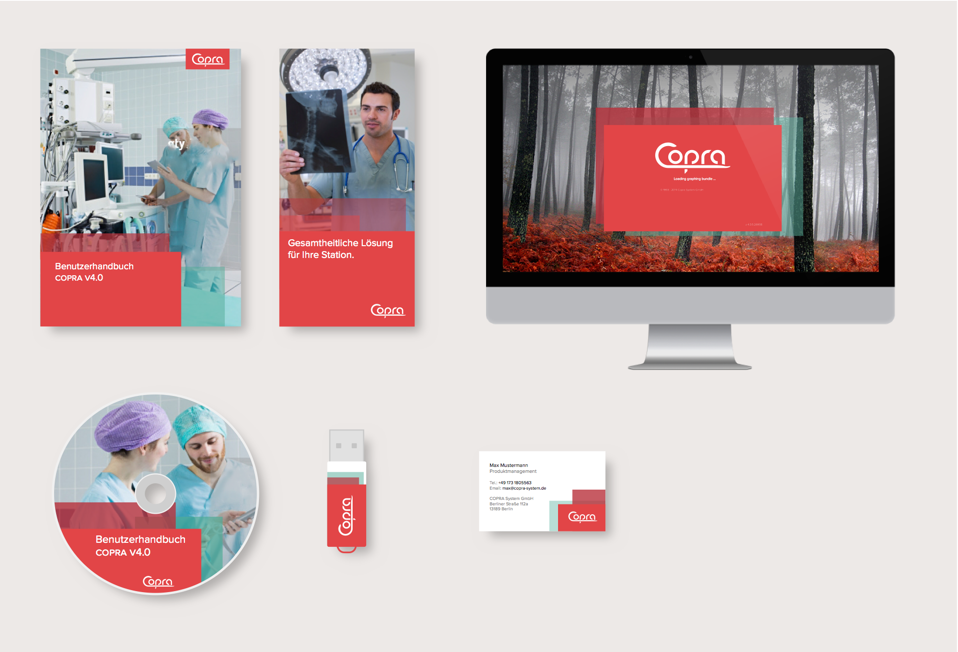 Copra
ty
Benutzerhandbuch
COPRA V4.0
Gesamtheitliche Lösung
für Ihre Station.
Copra
Copra
Loading graphing bundle ...
Benutzerhandbuch
COPRA V4.0
Copra
Copra
Max Mustermann
Produktmanagement
Tel.: +49 173 1805563
Email: max@copra-system.de
COPRA System GmbH
Berliner Straße 112a
13189 Berlin
Copra